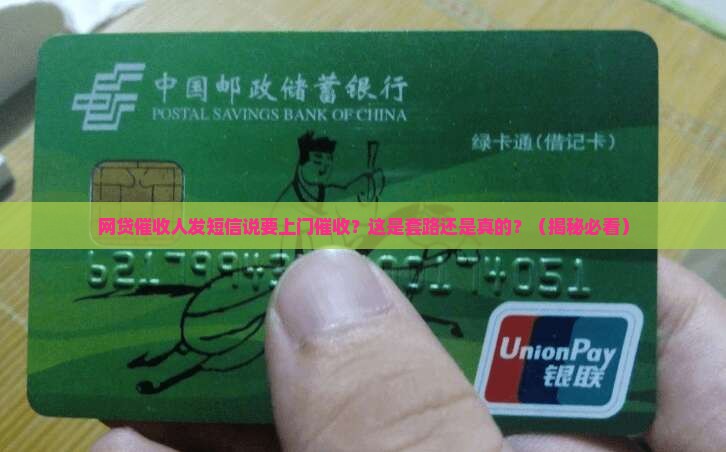 中国邮政储蓄银行
POSTAL SAVINGS BANK OF CHINA
绿卡通(借记卡)
网贷催收人发短信说要上门催收？这是套路还是真的？（揭秘必看）
UnionPay
银联